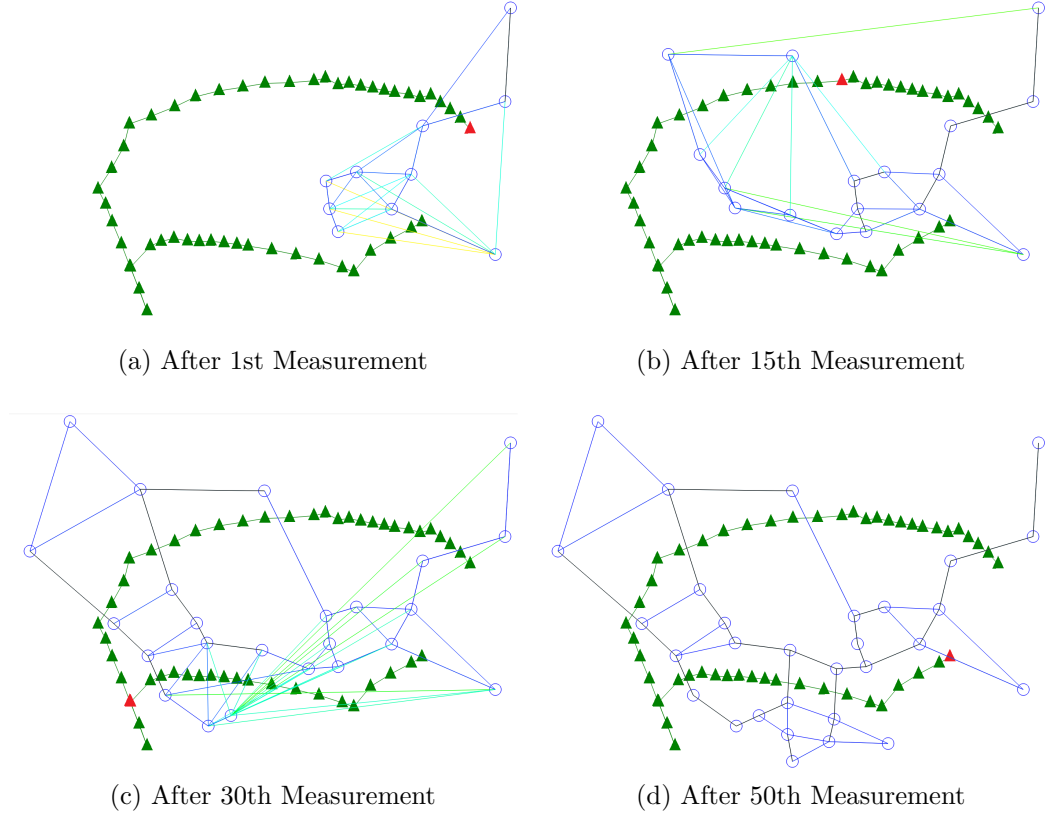 (a) After 1st Measurement
(b) After 15th Measurement
(c) After 30th Measurement
(d) After 50th Measurement